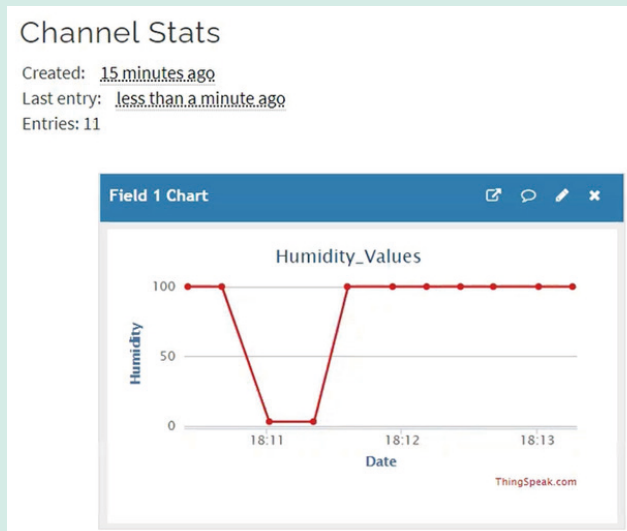 Channel Stats
Created: 15 minutes ago
Last entry: less than a minute ago
Entries: 11
Field 1 Chart
Humidity_Values
100
50
0
Humidity
18:11 18:12 18:13
Date
ThingSpeak.com